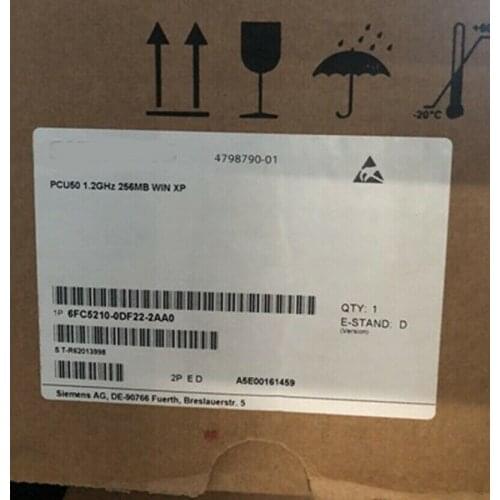 -20°C
4798790-01
PCU50 1.2GHz 256MB WIN XP
1P 6FC5210-0DF22-2AA0
QTY: 1
E-STAND: D
(Version)
S T-R62013998
2P E D A5E00161459
Siemens AG, DE-90766 Fuerth, Breslauerstr. 5